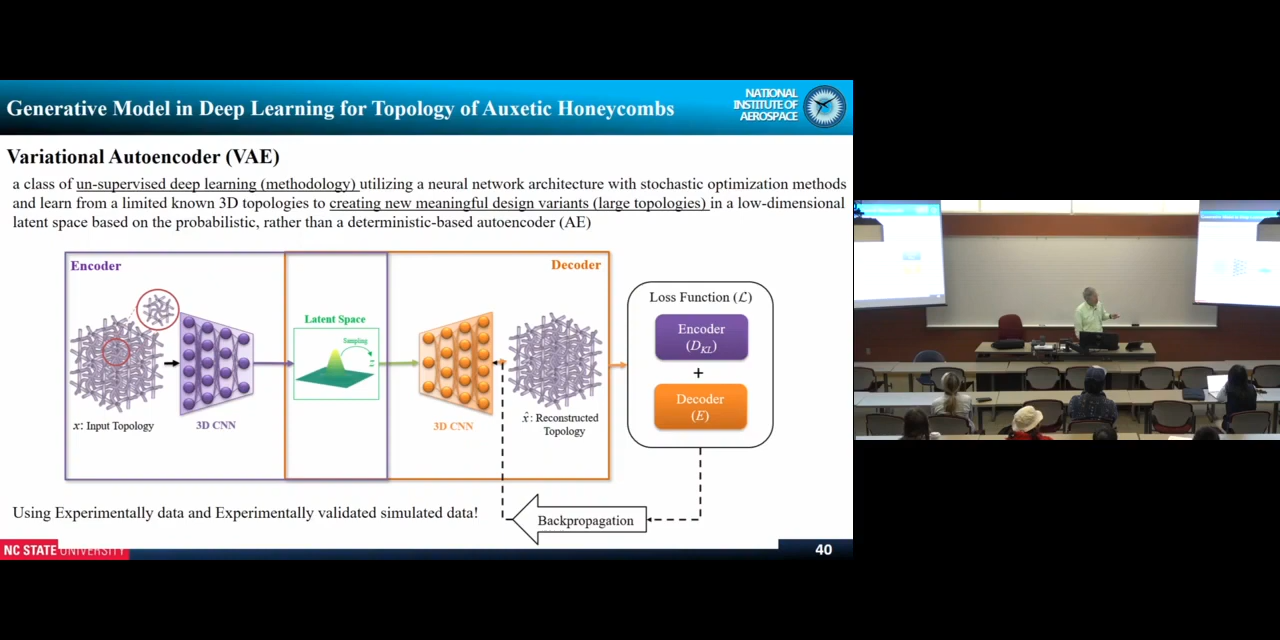 Generative Model in Deep Learning for Topology of Auxetic Honeycombs
NATIONAL
INSTITUTE OF
AEROSPACE
Variational Autoencoder (VAE)
a class of un-supervised deep learning (methodology) utilizing a neural network architecture with stochastic optimization methods
and learn from a limited known 3D topologies to creating new meaningful design variants (large topologies) in a low-dimensional
latent space based on the probabilistic, rather than a deterministic-based autoencoder (AE)
Encoder
Decoder
Latent Space
Sampling
x: Input Topology
3D CNN
3D CNN
x̂: Reconstructed
Topology
Loss Function (ℒ)
Encoder
(D_KL)
+
Decoder
(E)
Backpropagation
Using Experimentally data and Experimentally validated simulated data!
NC STATE UNIVERSITY
40